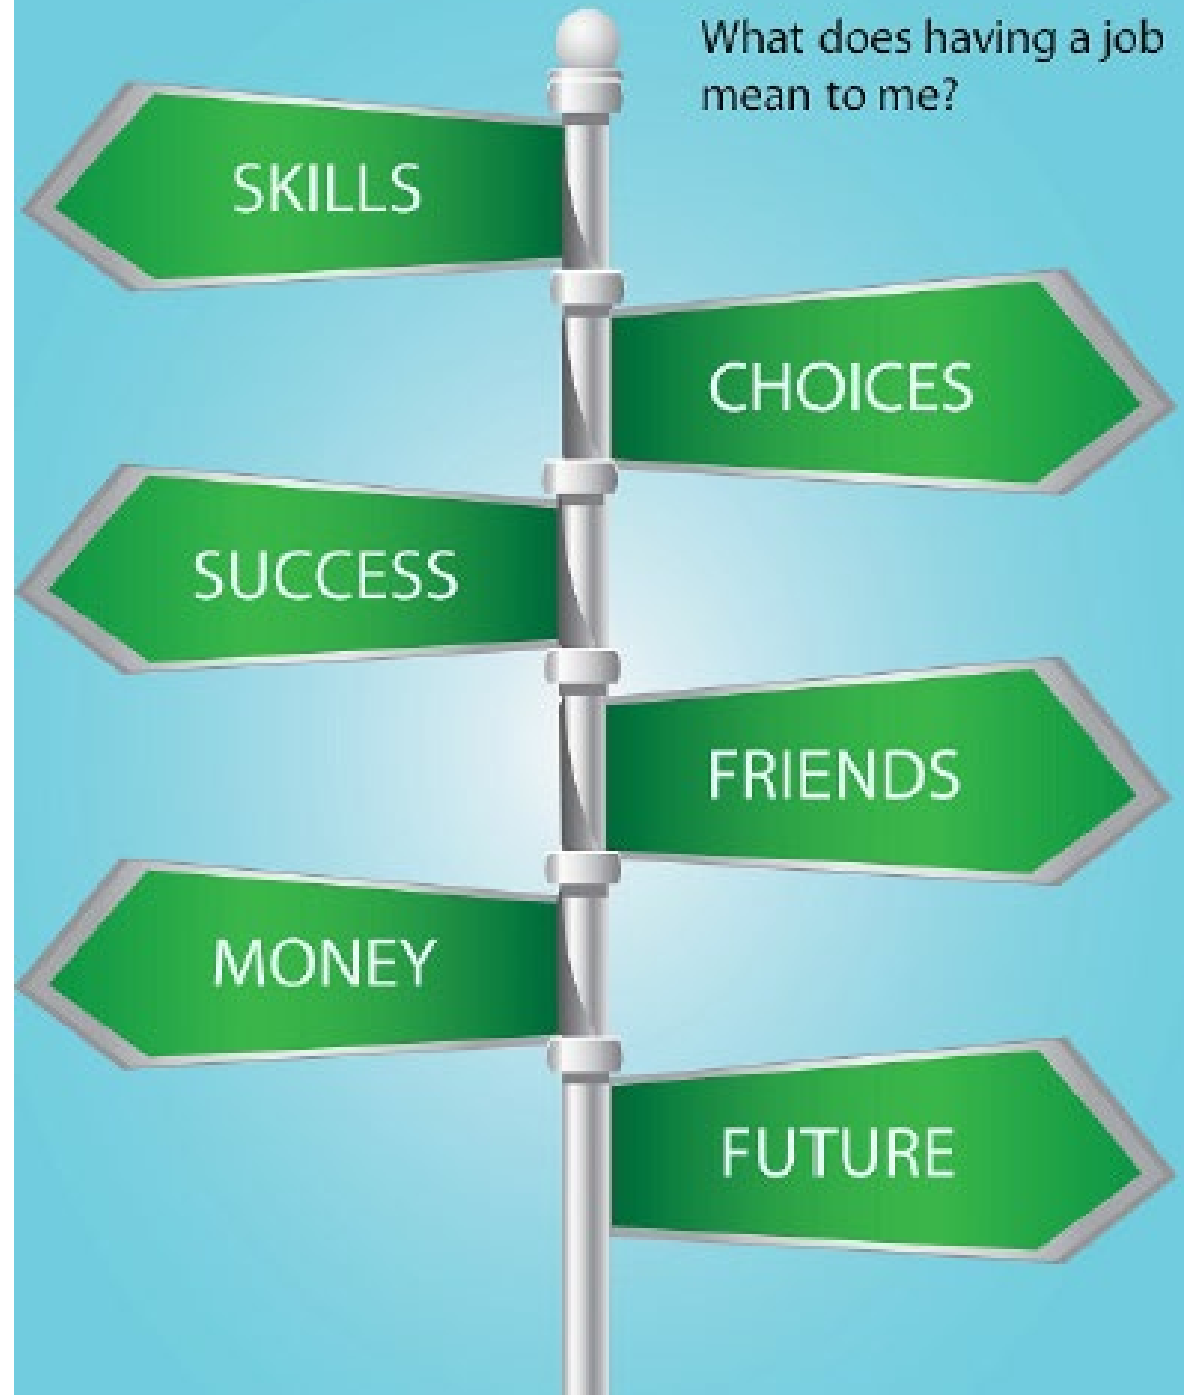 What does having a job
mean to me?
SKILLS
CHOICES
SUCCESS
FRIENDS
MONEY
FUTURE